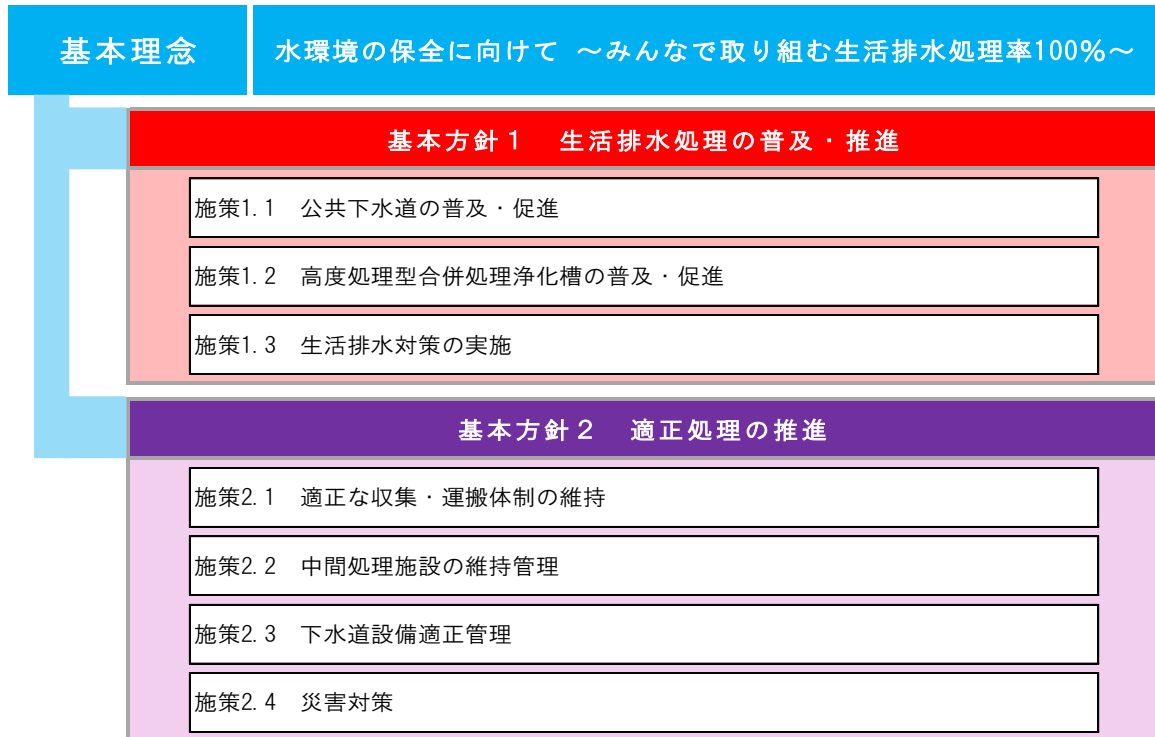 基本理念 水環境の保全に向けて ～みんなで取り組む生活排水処理率100％～
基本方針１ 生活排水処理の普及・推進
施策1.1 公共下水道の普及・促進
施策1.2 高度処理型合併処理浄化槽の普及・促進
施策1.3 生活排水対策の実施
基本方針２ 適正処理の推進
施策2.1 適正な収集・運搬体制の維持
施策2.2 中間処理施設の維持管理
施策2.3 下水道設備適正管理
施策2.4 災害対策